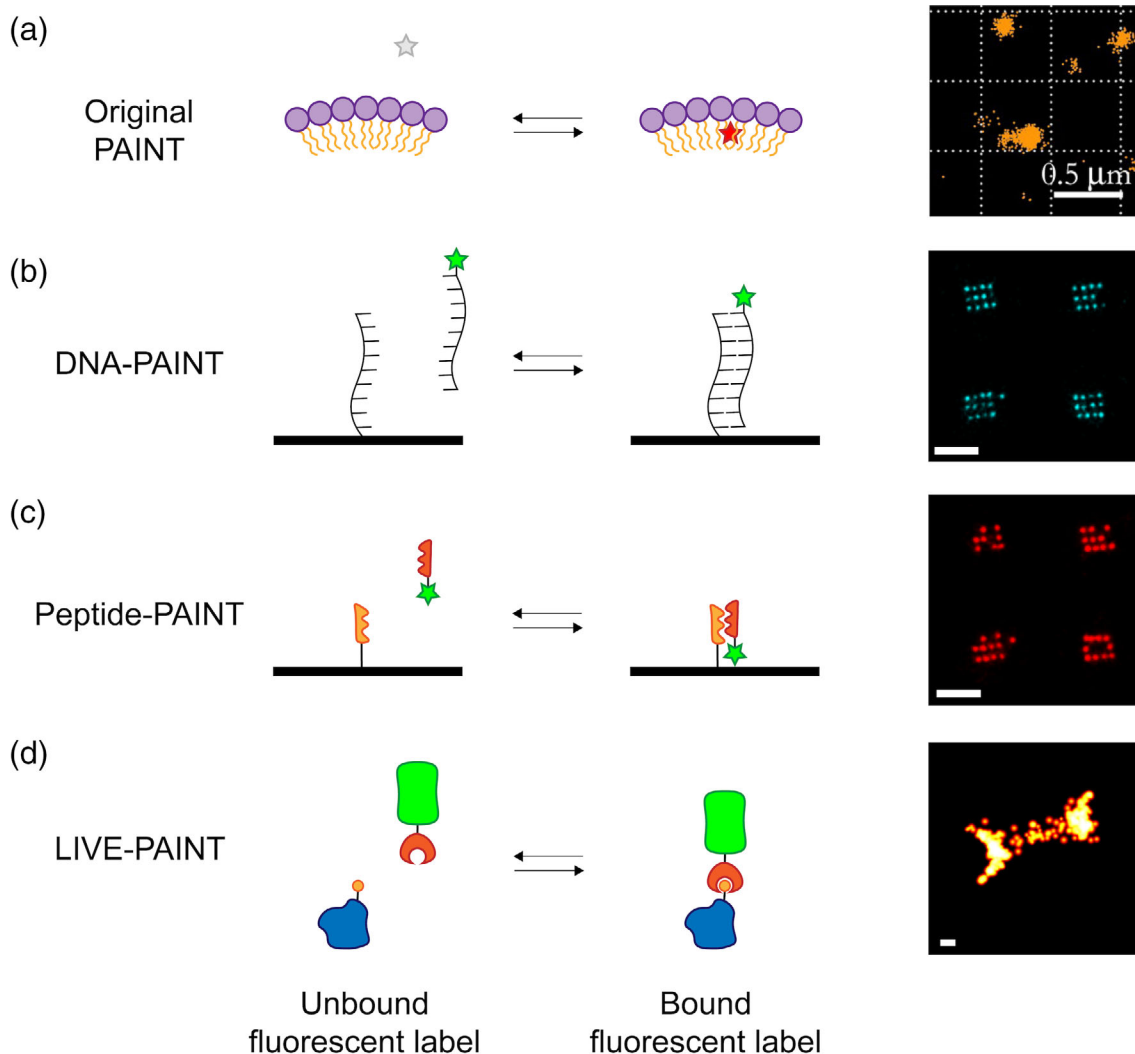 (a)
Original
PAINT
0.5 μm
(b)
DNA-PAINT
(c)
Peptide-PAINT
(d)
LIVE-PAINT
Unbound
fluorescent label
Bound
fluorescent label